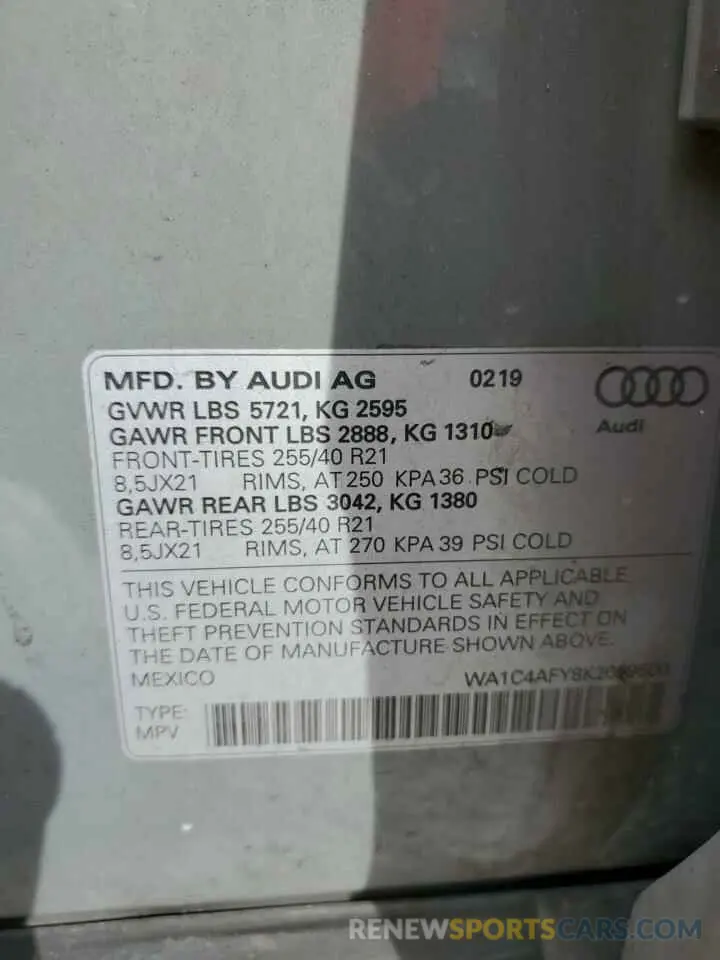 MFD. BY AUDI AG 0219
Audi
GVWR LBS 5721, KG 2595
GAWR FRONT LBS 2888, KG 1310
FRONT-TIRES 255/40 R21
8,5JX21 RIMS, AT 250 KPA 36 PSI COLD
GAWR REAR LBS 3042, KG 1380
REAR-TIRES 255/40 R21
8,5JX21 RIMS, AT 270 KPA 39 PSI COLD
THIS VEHICLE CONFORMS TO ALL APPLICABLE
U.S. FEDERAL MOTOR VEHICLE SAFETY AND
THEFT PREVENTION STANDARDS IN EFFECT ON
THE DATE OF MANUFACTURE SHOWN ABOVE.
MEXICO
TYPE:
MPV
RENEWSPORTSCARS.COM